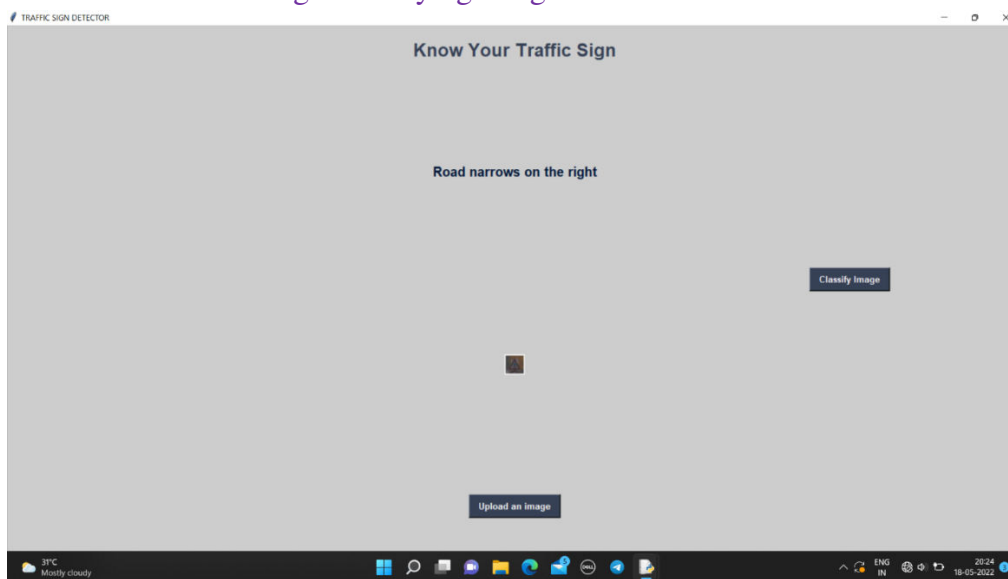 TRAFFIC SIGN DETECTOR
Know Your Traffic Sign
Road narrows on the right
Classify Image
Upload an image
31°C
Mostly cloudy
ENG
IN
20:24
18-05-2022